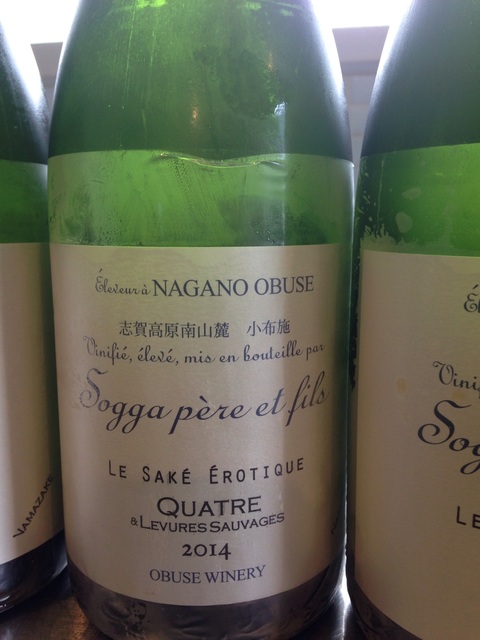 Éleveur à NAGANO OBUSE
志賀高原南山麓 小布施
Vinifié, élevé, mis en bouteille par
Sogga père et fils
LE SAKÉ ÉROTIQUE
QUATRE
& LEVURES SAUVAGES
2014
OBUSE WINERY
YAMAZAKE